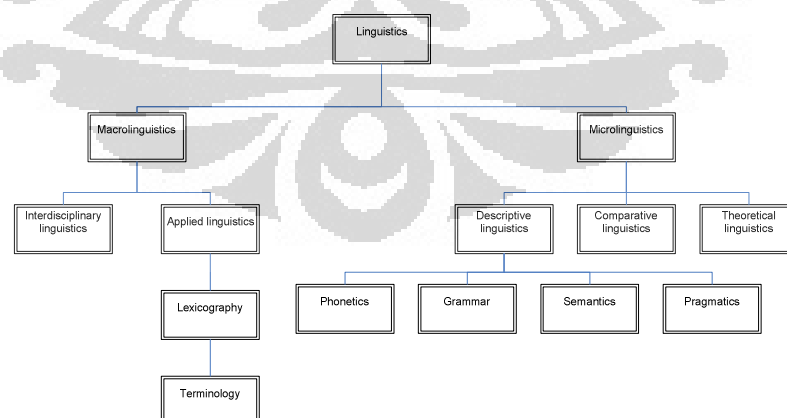 Linguistics
Macrolinguistics
Microlinguistics
Interdisciplinary
linguistics
Applied linguistics
Descriptive
linguistics
Comparative
linguistics
Theoretical
linguistics
Lexicography
Phonetics
Grammar
Semantics
Pragmatics
Terminology